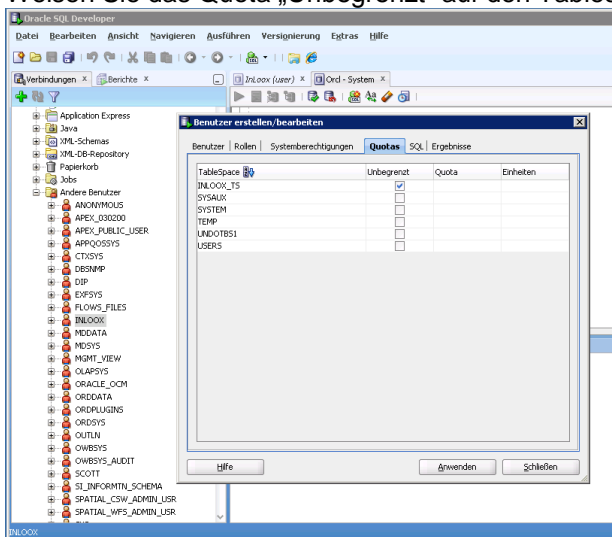 Weisen Sie das Quota „Unbegrenzt" auf den
Oracle SQL Developer
Datei Bearbeiten Ansicht Navigieren Ausführen Versionierung Extras Hilfe
Verbindungen x Berichte x
InLoox (user) x Ord - System x
Application Express
Java
XML-Schemas
XML-DB-Repository
Papierkorb
Jobs
Andere Benutzer
ANONYMOUS
APEX_030200
APEX_PUBLIC_USER
APPQOSSYS
CTXSYS
DBSNMP
DIP
EXFSYS
FLOWS_FILES
INLOOX
MDDATA
MDSYS
MGMT_VIEW
OLAPSYS
ORACLE_OCM
ORDDATA
ORDPLUGINS
ORDSYS
OUTLN
OWBSYS
OWBSYS_AUDIT
SCOTT
SI_INFORMTN_SCHEMA
SPATIAL_CSW_ADMIN_USR
SPATIAL_WFS_ADMIN_USR
Benutzer erstellen/bearbeiten
Benutzer Rollen Systemberechtigungen Quotas SQL Ergebnisse
TableSpace Unbegrenzt Quota Einheiten
INLOOX_TS
SYSAUX
SYSTEM
TEMP
UNDOTBS1
USERS
Hilfe Anwenden Schließen
INLOOX